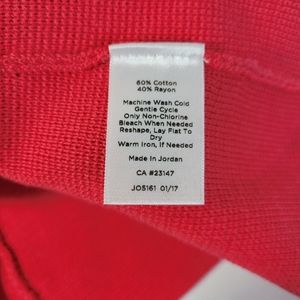 60% Cotton
40% Rayon
Machine Wash Cold
Gentle Cycle
Only Non-Chlorine
Bleach When Needed
Reshape, Lay Flat To
Dry
Warm Iron, if Needed
Made in Jordan
CA #23147
JO5161 01/17